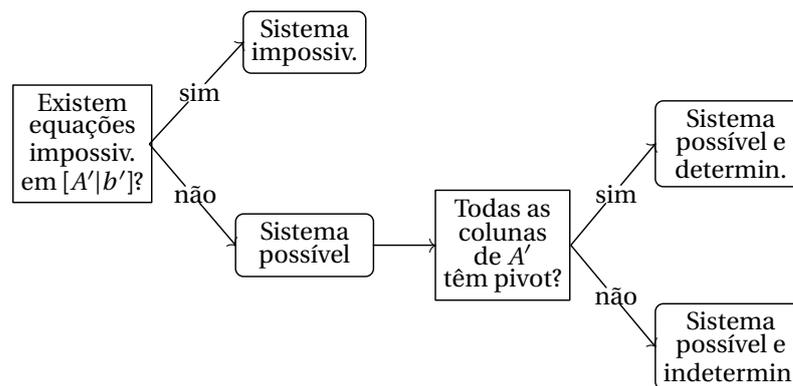 Existem
equações
impossiv.
em [A′|b′]?
sim
Sistema
impossiv.
não
Sistema
possível
Todas as
colunas
de A′
têm pivot?
sim
Sistema
possível e
determin.
não
Sistema
possível e
indetermin